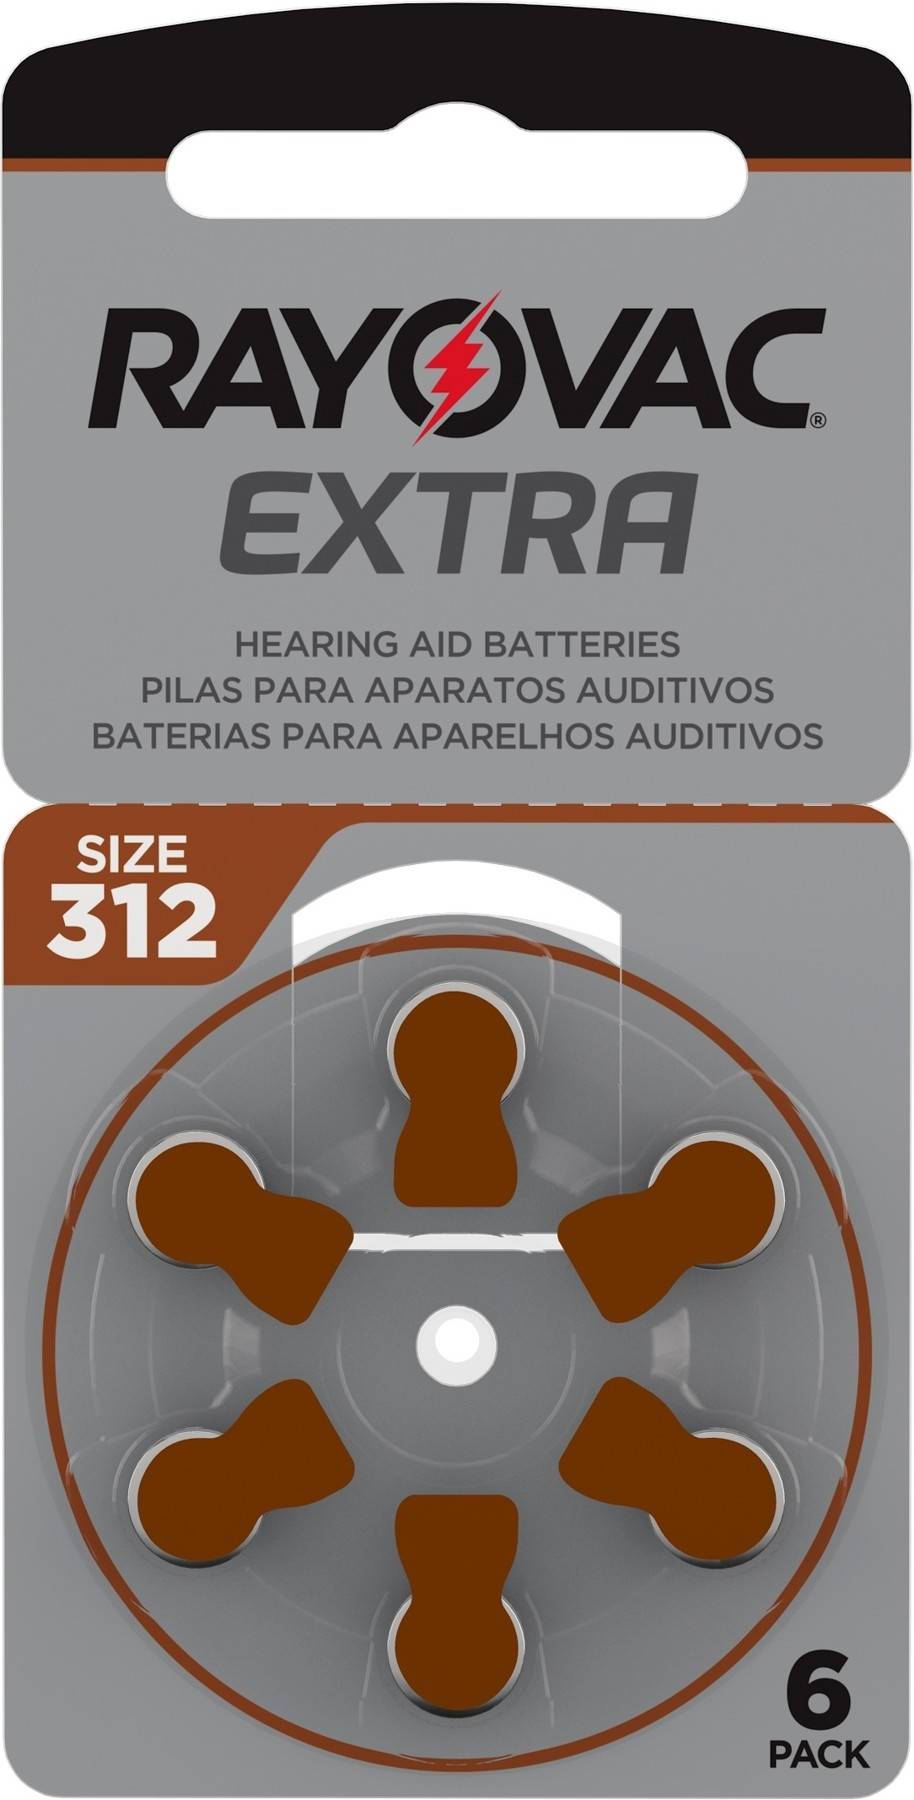 RAYOVAC®
EXTRA
HEARING AID BATTERIES
PILAS PARA APARATOS AUDITIVOS
BATERIAS PARA APARELHOS AUDITIVOS
SIZE
312
6
PACK